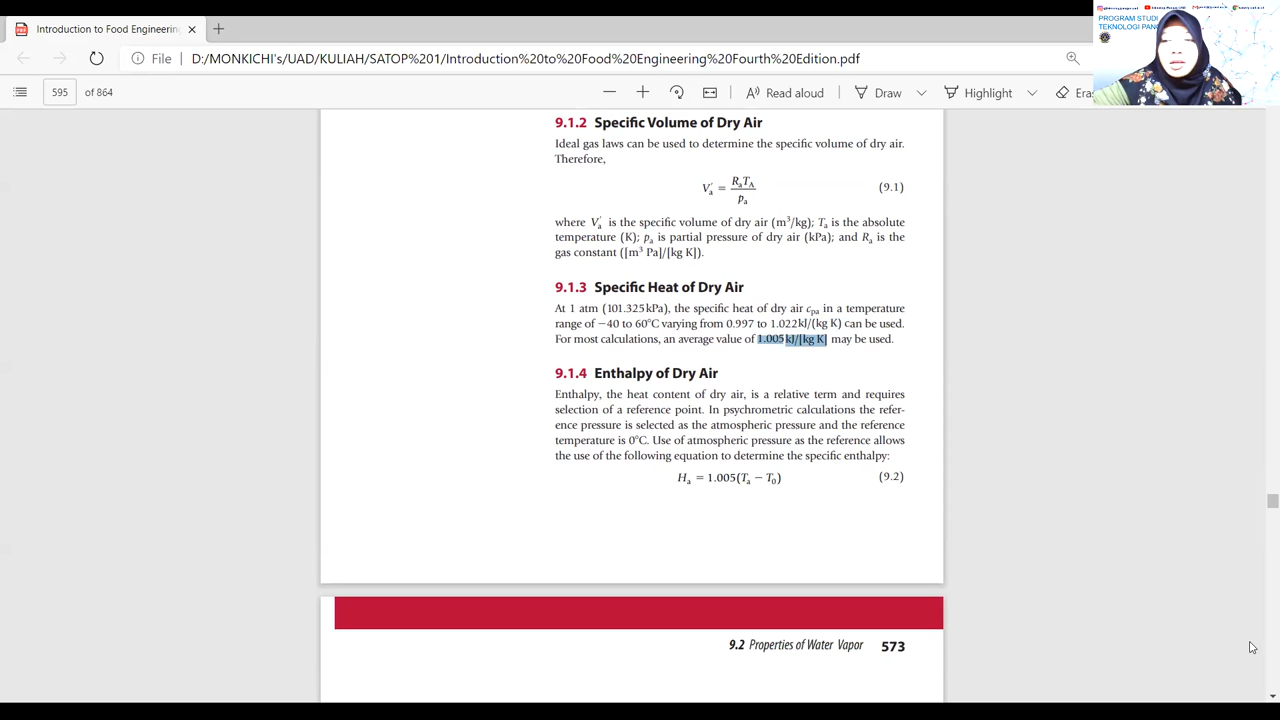 Introduction to Food Engineering
File
D:/MONKICHI's/UAD/KULIAH/SATOP%201/Introduction%20to%20Food%20Engineering%20Fourth%20Edition.pdf
595 of 864
Read aloud
Draw
Highlight
PROGRAM STUDI
TEKNOLOGI
9.1.2 Specific Volume of Dry Air
Ideal gas laws can be used to determine the specific volume of dry air.
Therefore,
V′a = RaTA / pa (9.1)
where V′a is the specific volume of dry air (m³/kg); Ta is the absolute
temperature (K); pa is partial pressure of dry air (kPa); and Ra is the
gas constant ([m³ Pa]/[kg K]).
9.1.3 Specific Heat of Dry Air
At 1 atm (101.325 kPa), the specific heat of dry air cpa in a temperature
range of −40 to 60°C varying from 0.997 to 1.022 kJ/(kg K) can be used.
For most calculations, an average value of 1.005 kJ/[kg K] may be used.
9.1.4 Enthalpy of Dry Air
Enthalpy, the heat content of dry air, is a relative term and requires
selection of a reference point. In psychrometric calculations the refer-
ence pressure is selected as the atmospheric pressure and the reference
temperature is 0°C. Use of atmospheric pressure as the reference allows
the use of the following equation to determine the specific enthalpy:
Ha = 1.005(Ta − T0) (9.2)
9.2 Properties of Water Vapor 573